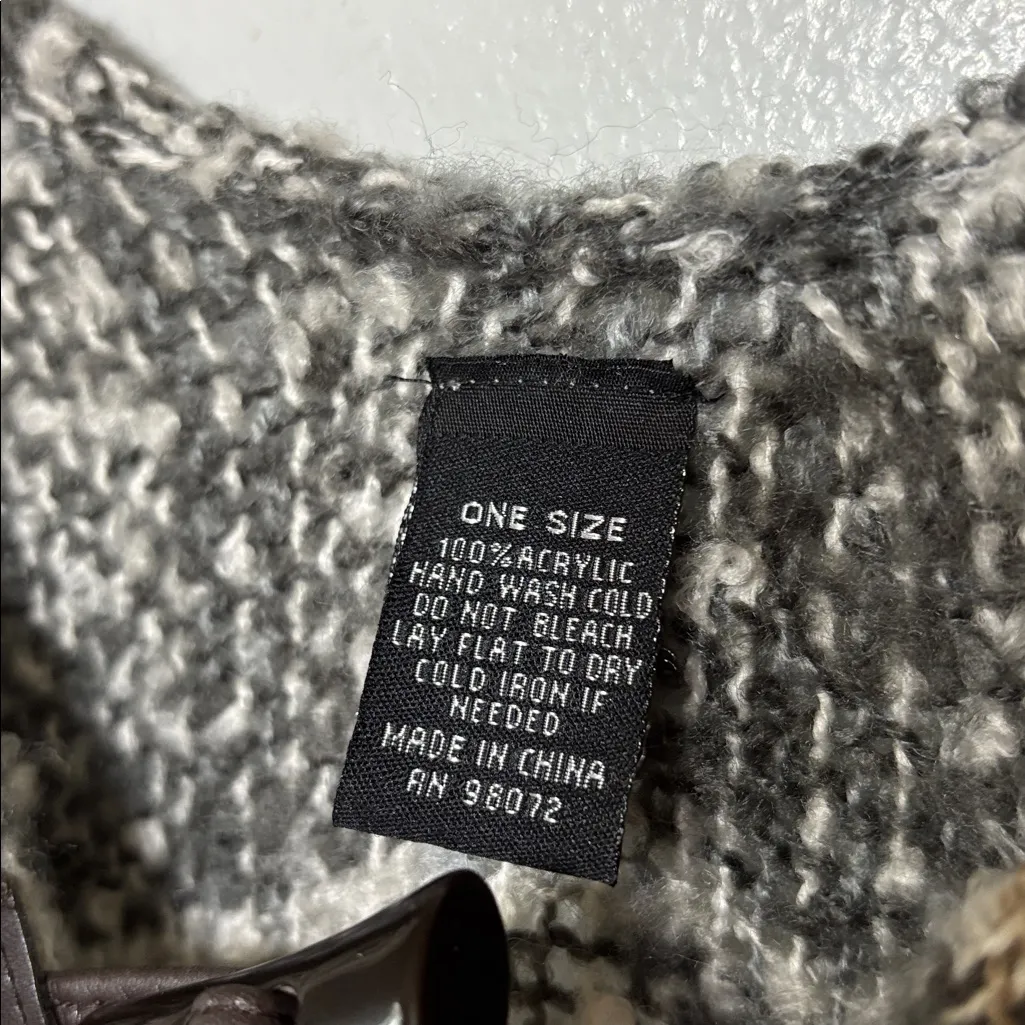 ONE SIZE
100% ACRYLIC
HAND WASH COLD
DO NOT BLEACH
LAY FLAT TO DRY
COLD IRON IF
NEEDED
MADE IN CHINA
RN 98072